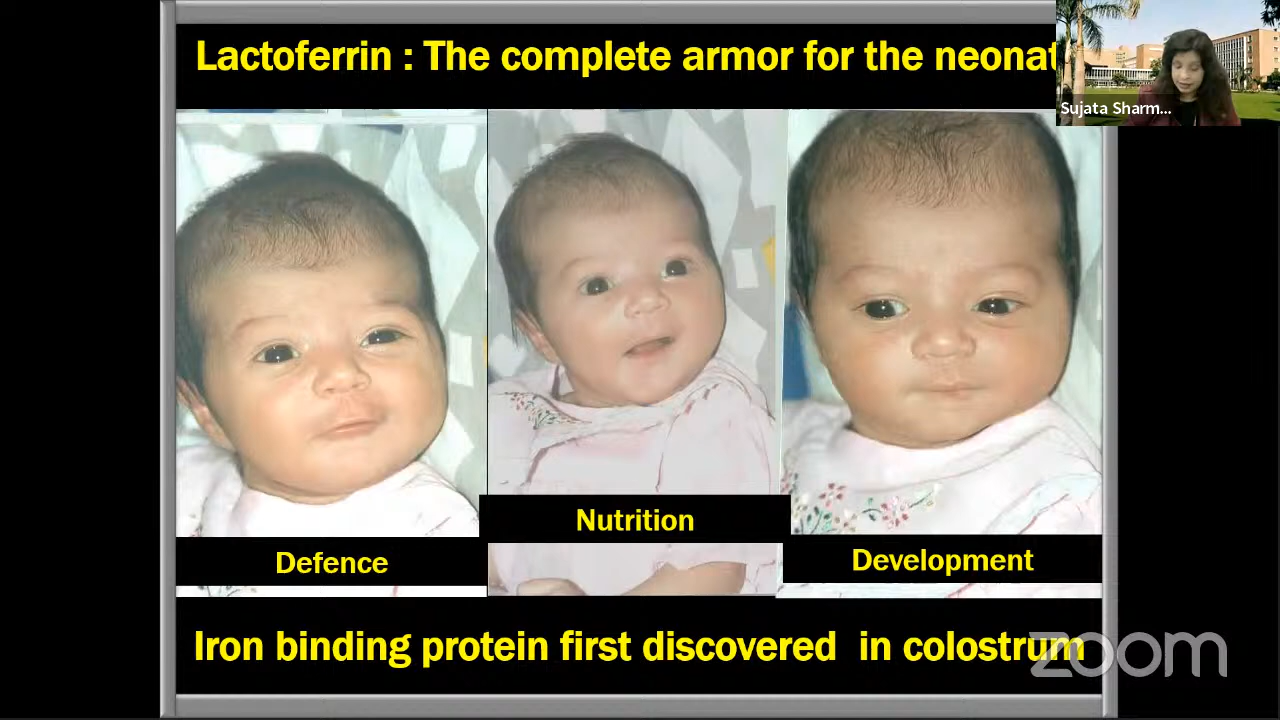 Lactoferrin : The complete armor for the neonat
Sujata Sharm...
Nutrition
Defence
Development
Iron binding protein first discovered in colostrum
zoom